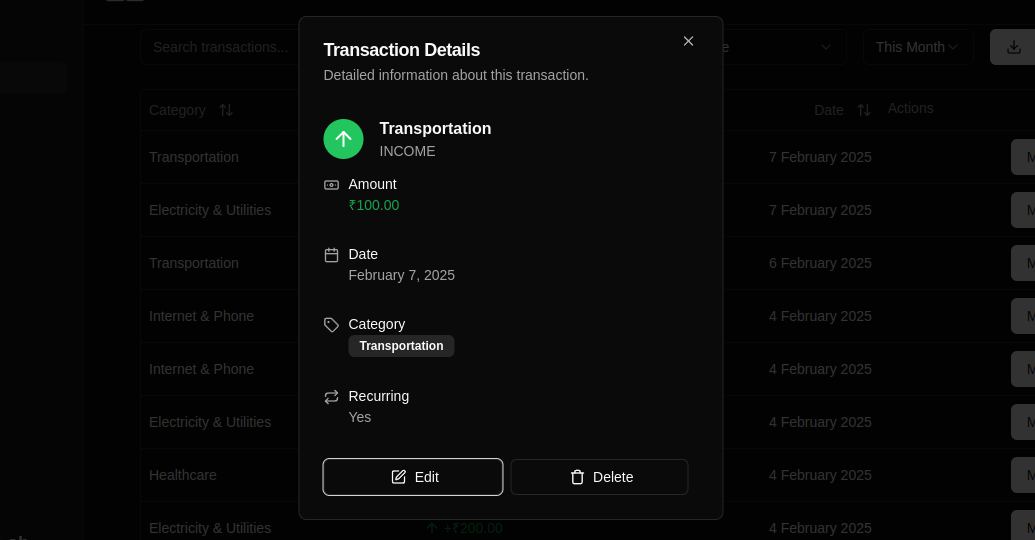 Transaction Details
Detailed information about this transaction.
Transportation
INCOME
Amount
₹100.00
Date
February 7, 2025
Category
Transportation
Recurring
Yes
Edit
Delete
Search transactions...
This Month
Category
Date
Actions
Transportation
7 February 2025
Electricity & Utilities
7 February 2025
Transportation
6 February 2025
Internet & Phone
4 February 2025
Internet & Phone
4 February 2025
Electricity & Utilities
4 February 2025
Healthcare
4 February 2025
Electricity & Utilities
+₹200.00
4 February 2025